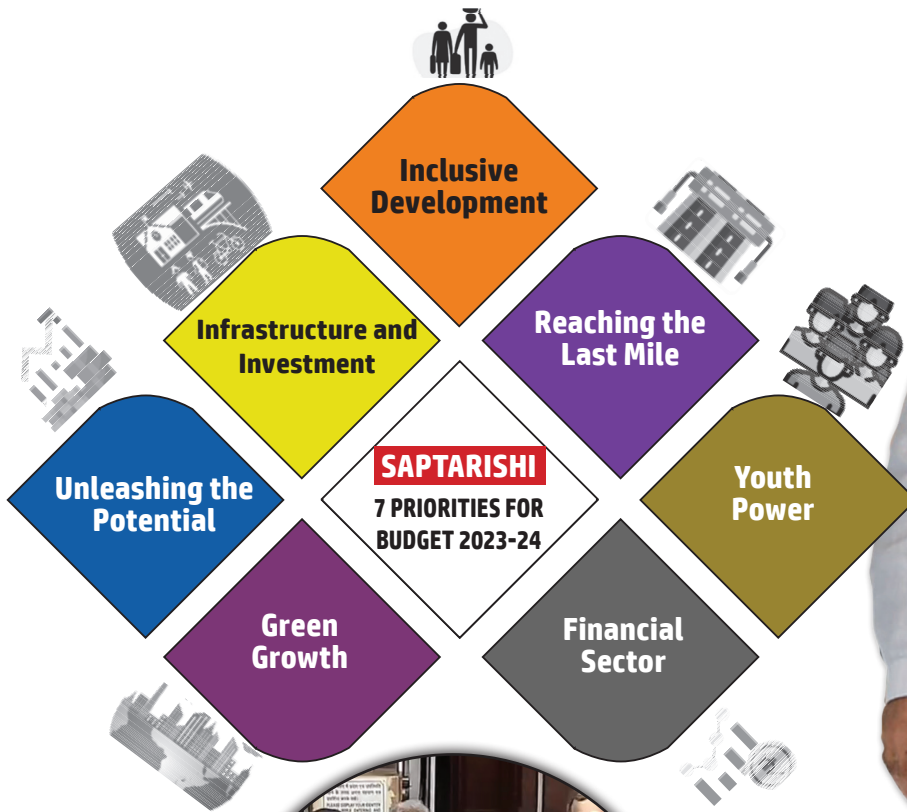 Inclusive
Development
Infrastructure and
Investment
Reaching the
Last Mile
Unleashing the
Potential
SAPTARISHI
7 PRIORITIES FOR
BUDGET 2023-24
Youth
Power
Green
Growth
Financial
Sector